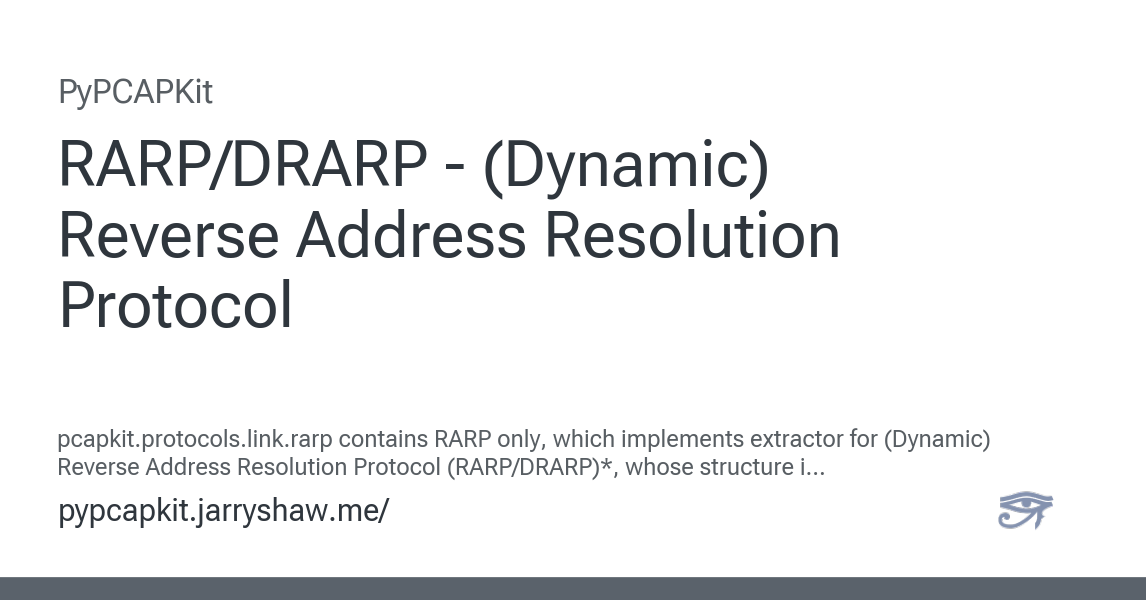 PyPCAPKit
RARP/DRARP - (Dynamic)
Reverse Address Resolution
Protocol
pcapkit.protocols.link.rarp contains RARP only, which implements extractor for (Dynamic)
Reverse Address Resolution Protocol (RARP/DRARP)*, whose structure i...
pypcapkit.jarryshaw.me/